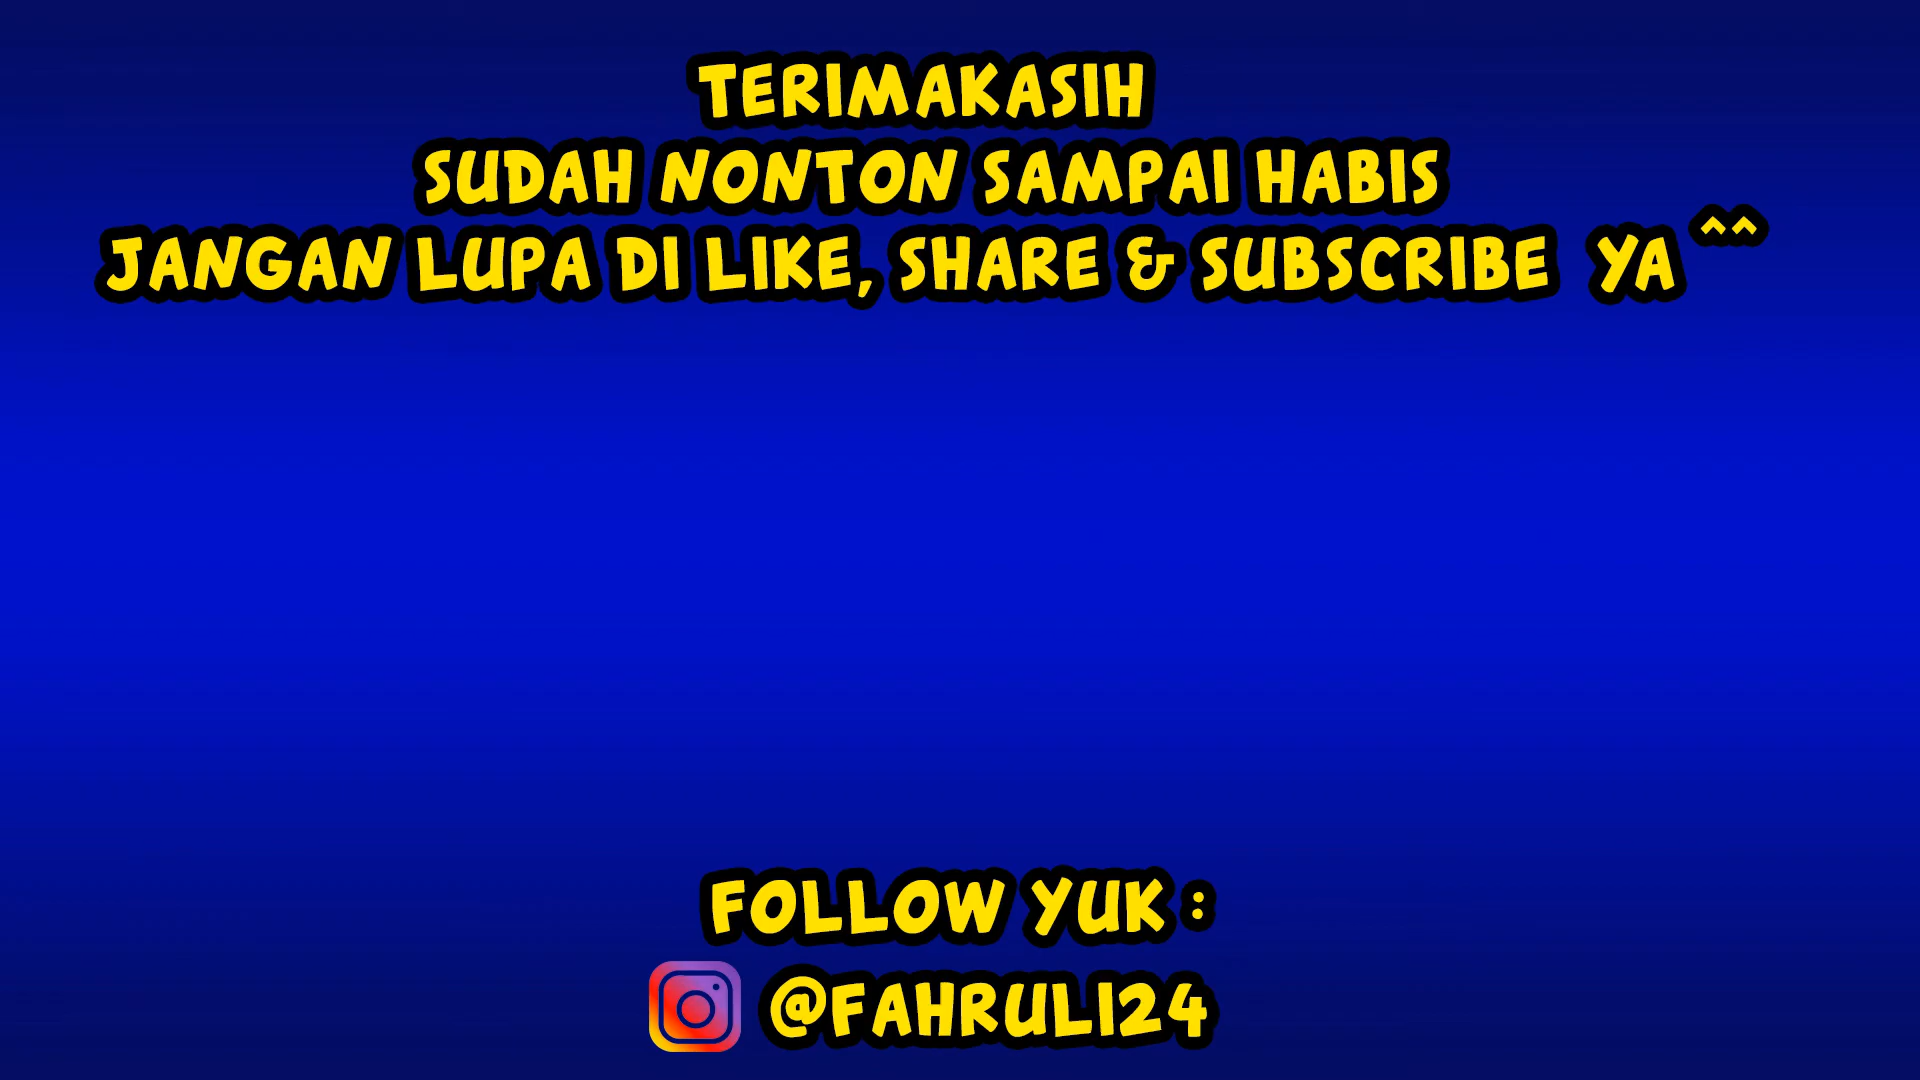 TERIMAKASIH
SUDAH NONTON SAMPAI HABIS
JANGAN LUPA DI LIKE, SHARE & SUBSCRIBE YA ^^
FOLLOW YUK :
@FAHRUL124